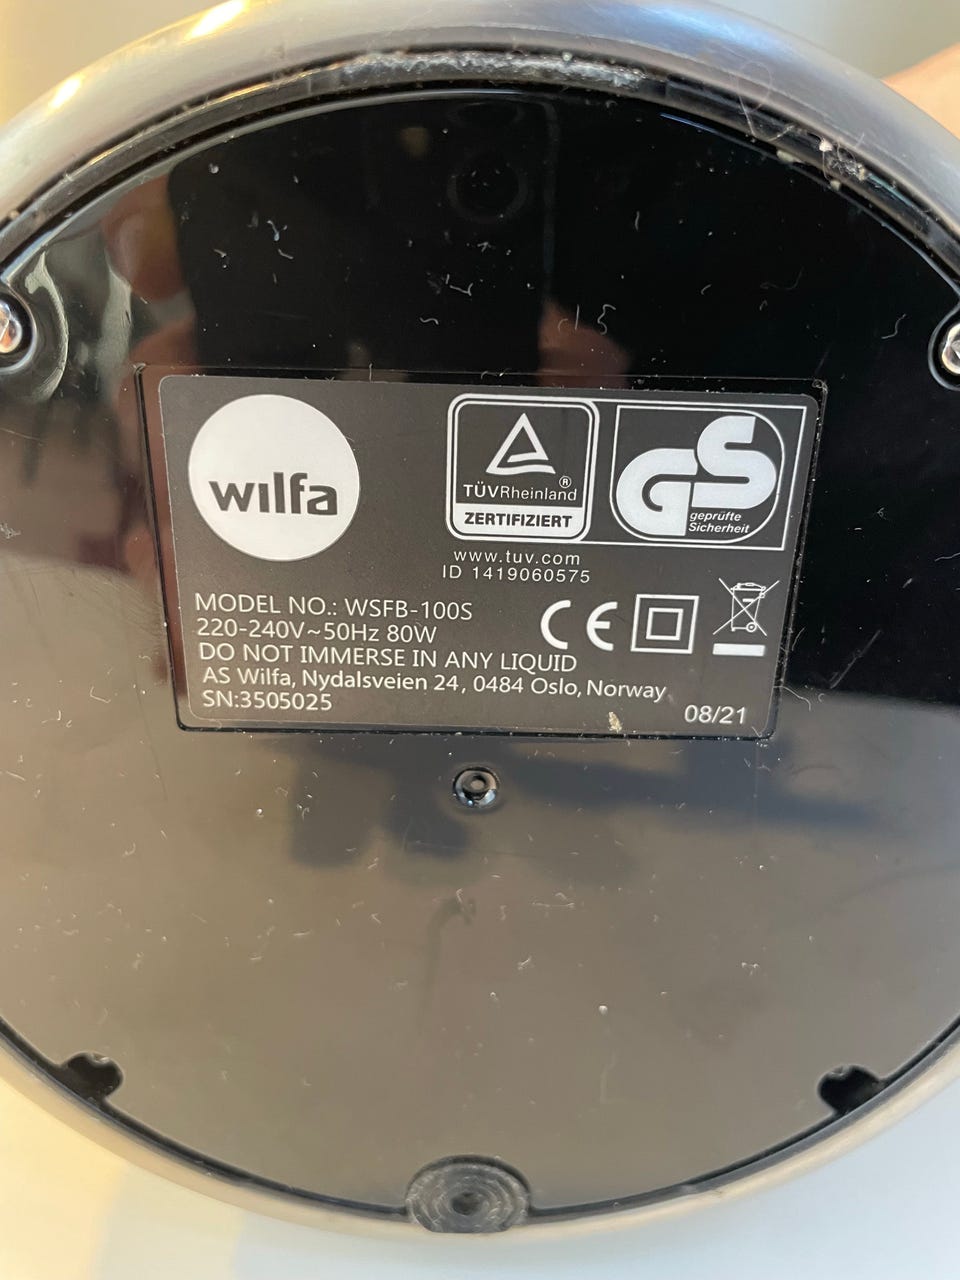 wilfa
TÜVRheinland®
ZERTIFIZIERT
GS
geprüfte
Sicherheit
www.tuv.com
ID 1419060575
MODEL NO.: WSFB-100S
220-240V~50Hz 80W
CE
DO NOT IMMERSE IN ANY LIQUID
AS Wilfa, Nydalsveien 24, 0484 Oslo, Norway
SN:3505025
08/21